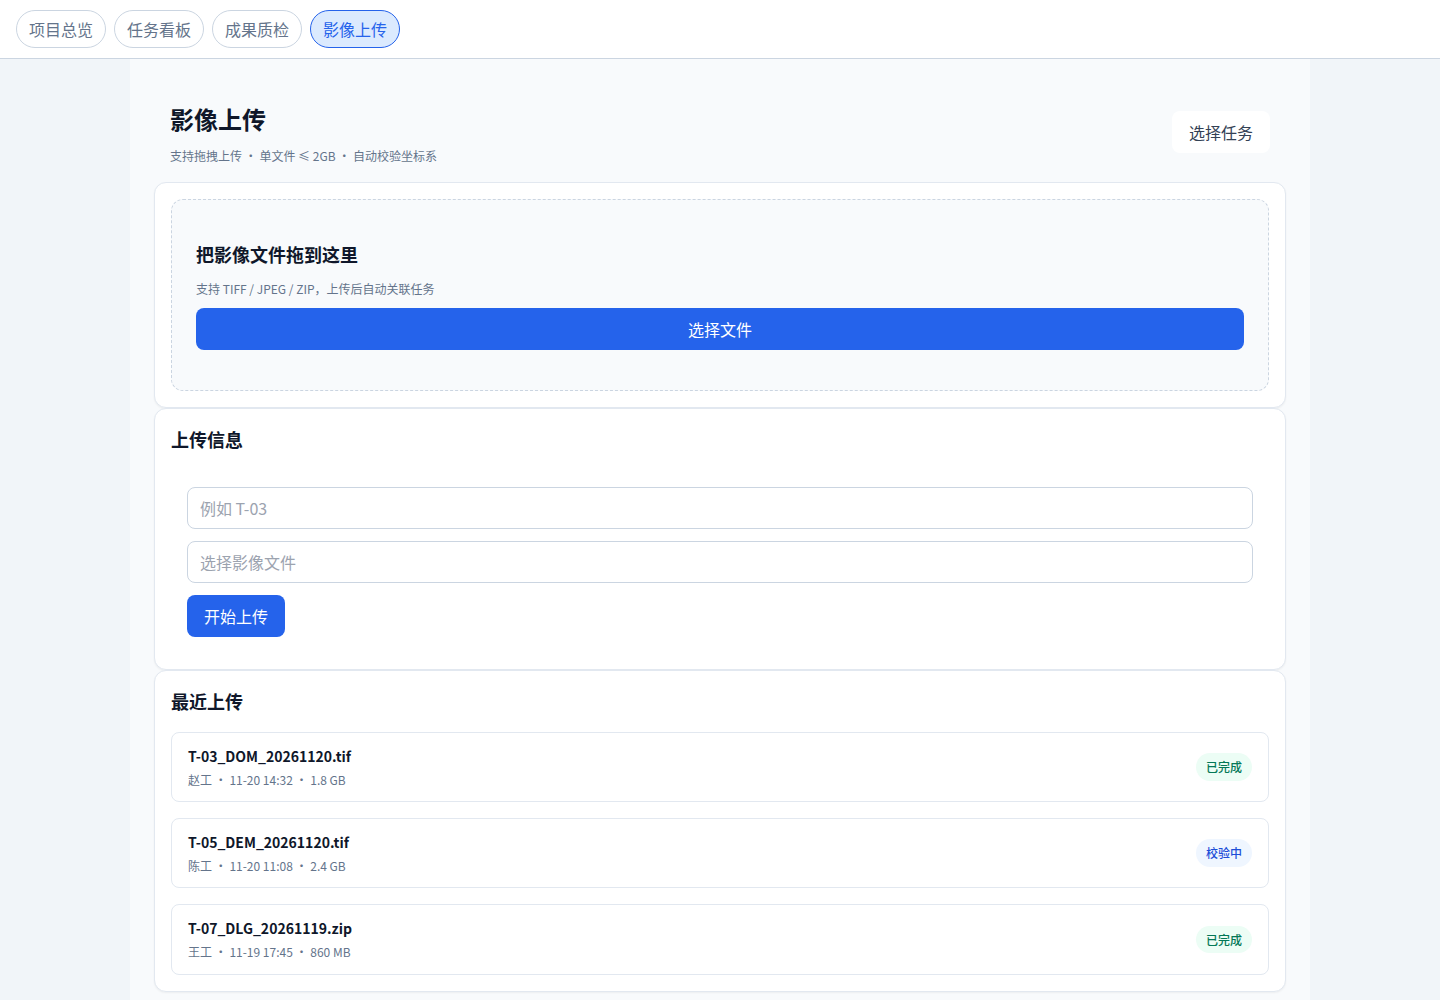 项目总览 任务看板 成果质检 影像上传
影像上传
支持拖拽上传 · 单文件 ≤ 2GB · 自动校验坐标系
选择任务
把影像文件拖到这里
支持 TIFF / JPEG / ZIP，上传后自动关联任务
选择文件
上传信息
例如 T-03
选择影像文件
开始上传
最近上传
T-03_DOM_20261120.tif
赵工 · 11-20 14:32 · 1.8 GB
已完成
T-05_DEM_20261120.tif
陈工 · 11-20 11:08 · 2.4 GB
校验中
T-07_DLG_20261119.zip
王工 · 11-19 17:45 · 860 MB
已完成